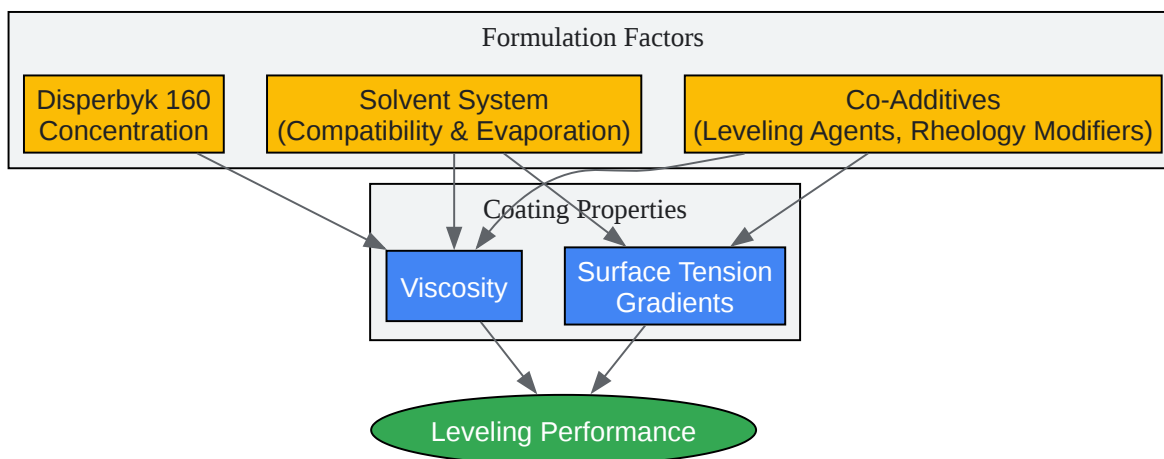 Formulation Factors
Disperbyk 160
Concentration
Solvent System
(Compatibility & Evaporation)
Co-Additives
(Leveling Agents, Rheology Modifiers)
Coating Properties
Viscosity
Surface Tension
Gradients
Leveling Performance